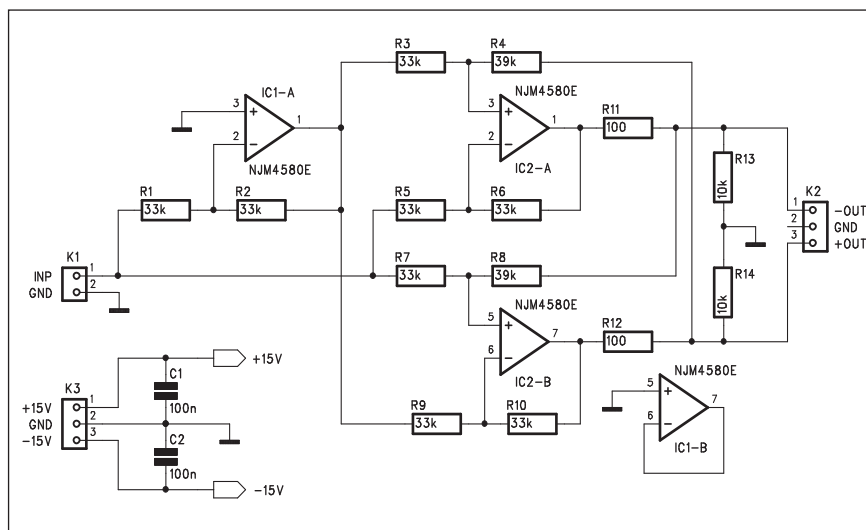 R3
33k
R4
39k
IC1-A
3
+
2
−
1
NJM4580E
NJM4580E
3
+
2
−
1
IC2-A
R11
100
R1
33k
R2
33k
R5
33k
R6
33k
R13
10k
K2
1
-OUT
2
GND
3
+OUT
K1
INP
1
GND
2
R7
33k
R8
39k
R14
10k
NJM4580E
5
+
6
−
7
IC2-B
R12
100
+15V
C1
100n
K3
+15V
1
GND
2
-15V
3
C2
100n
-15V
R9
33k
R10
33k
NJM4580E
5
+
6
−
7
IC1-B